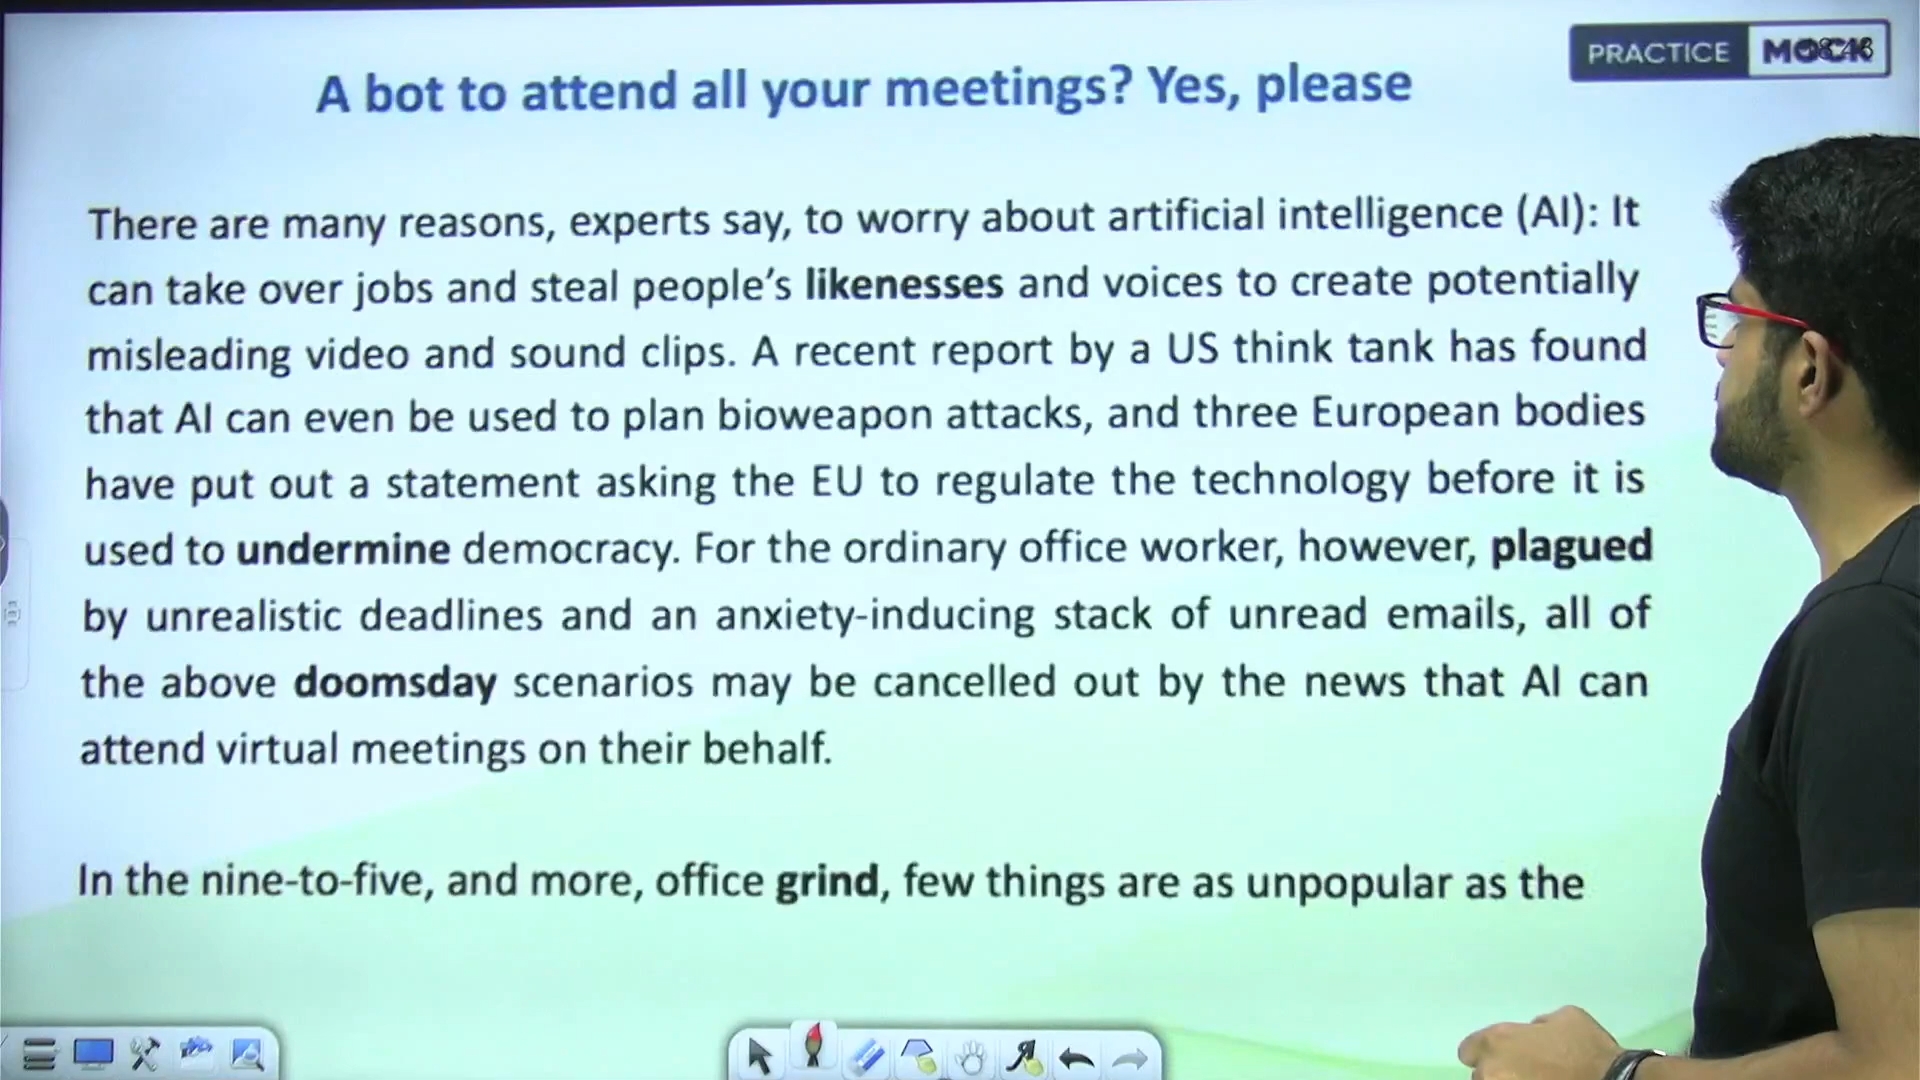 PRACTICE MOCK
A bot to attend all your meetings? Yes, please
There are many reasons, experts say, to worry about artificial intelligence (AI): It
can take over jobs and steal people’s likenesses and voices to create potentially
misleading video and sound clips. A recent report by a US think tank has found
that AI can even be used to plan bioweapon attacks, and three European bodies
have put out a statement asking the EU to regulate the technology before it is
used to undermine democracy. For the ordinary office worker, however, plagued
by unrealistic deadlines and an anxiety-inducing stack of unread emails, all of
the above doomsday scenarios may be cancelled out by the news that AI can
attend virtual meetings on their behalf.
In the nine-to-five, and more, office grind, few things are as unpopular as the